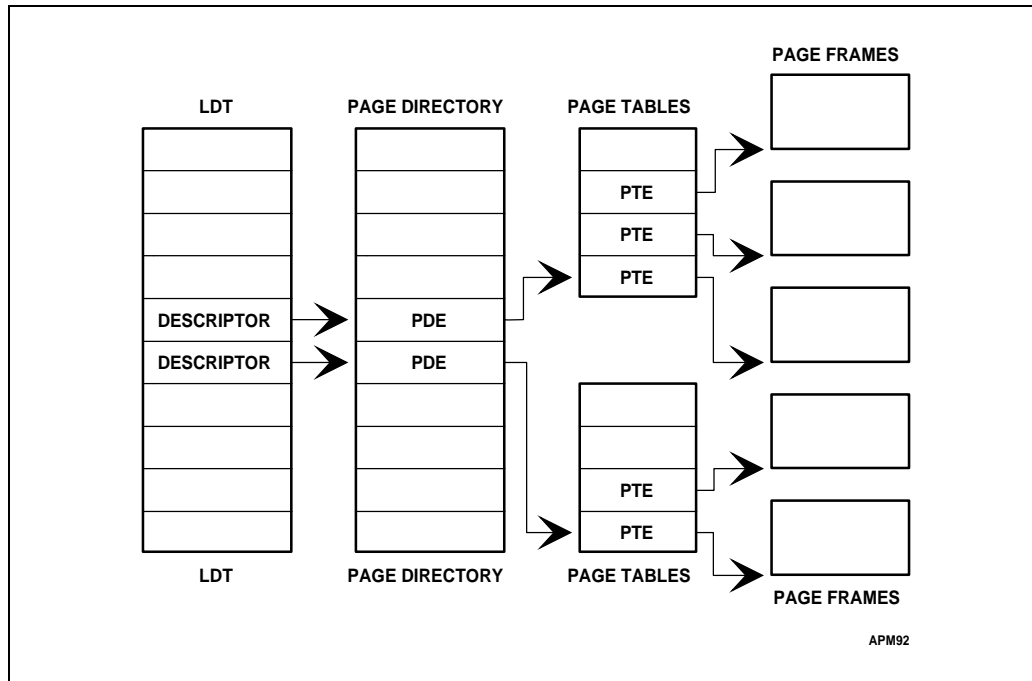 PAGE FRAMES
LDT
PAGE DIRECTORY
PAGE TABLES
PTE
PTE
PTE
DESCRIPTOR
PDE
DESCRIPTOR
PDE
PTE
PTE
LDT
PAGE DIRECTORY
PAGE TABLES
PAGE FRAMES
APM92